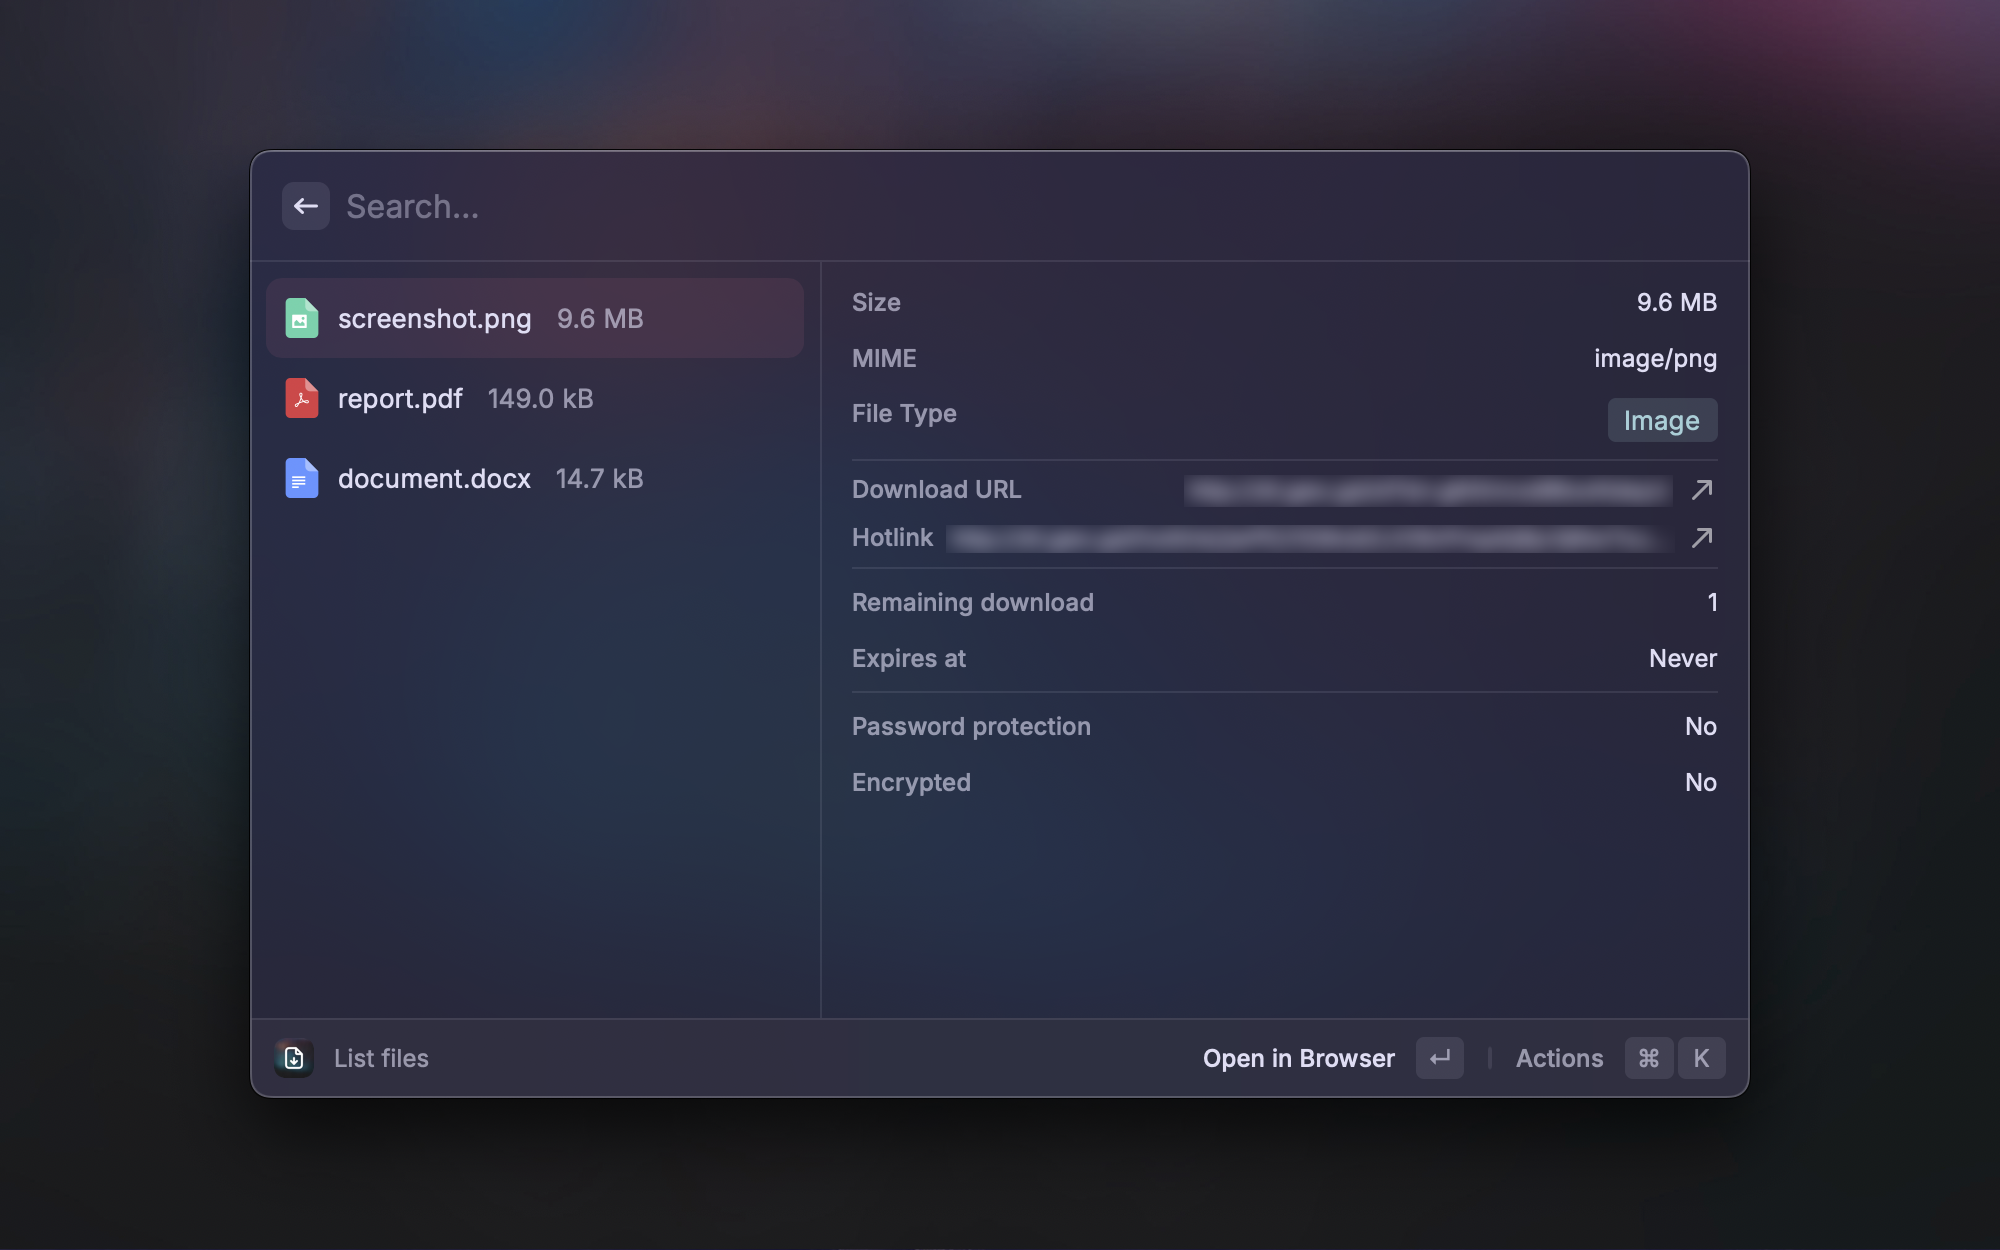 Search...
screenshot.png 9.6 MB
report.pdf 149.0 kB
document.docx 14.7 kB
Size 9.6 MB
MIME image/png
File Type Image
Download URL
Hotlink
Remaining download 1
Expires at Never
Password protection No
Encrypted No
List files
Open in Browser
Actions ⌘ K